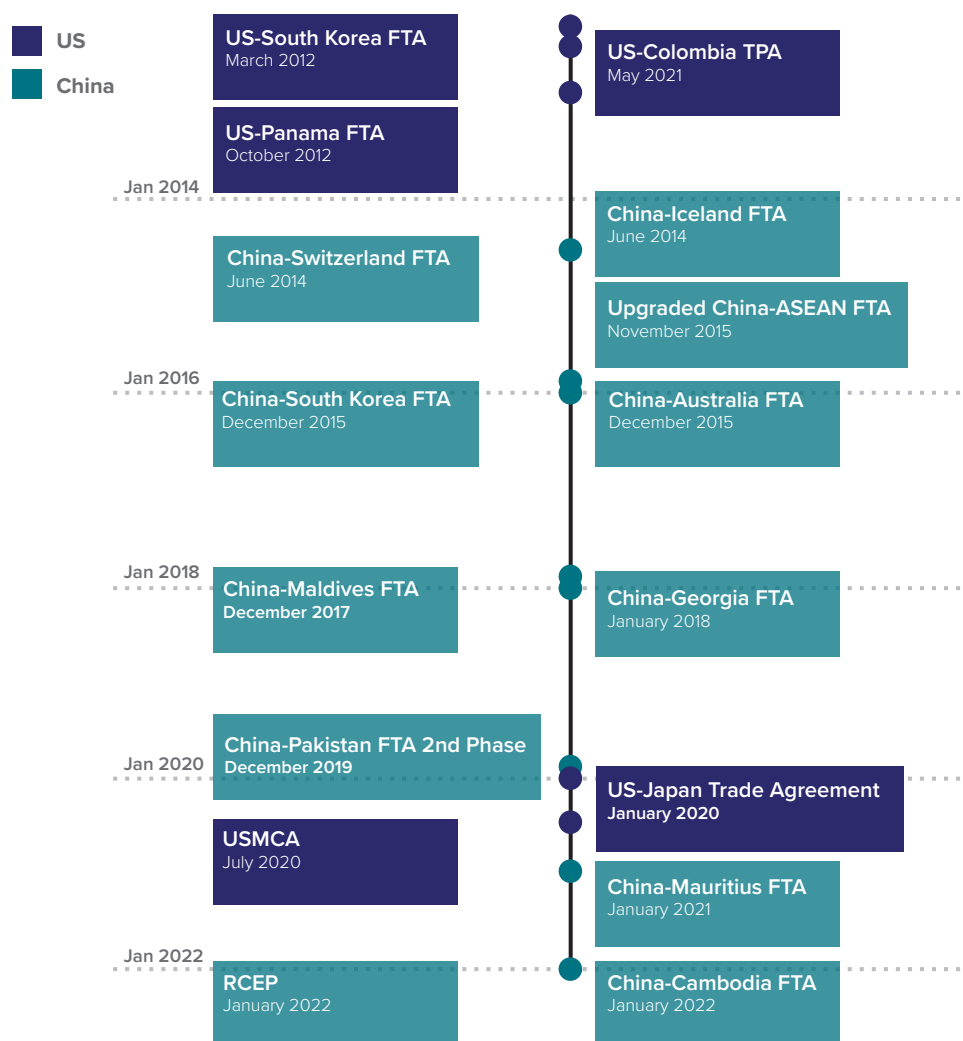 US
China
US-South Korea FTA
March 2012
US-Colombia TPA
May 2021
US-Panama FTA
October 2012
Jan 2014
China-Iceland FTA
June 2014
China-Switzerland FTA
June 2014
Upgraded China-ASEAN FTA
November 2015
Jan 2016
China-South Korea FTA
December 2015
China-Australia FTA
December 2015
Jan 2018
China-Maldives FTA
December 2017
China-Georgia FTA
January 2018
China-Pakistan FTA 2nd Phase
December 2019
Jan 2020
US-Japan Trade Agreement
January 2020
USMCA
July 2020
China-Mauritius FTA
January 2021
Jan 2022
RCEP
January 2022
China-Cambodia FTA
January 2022